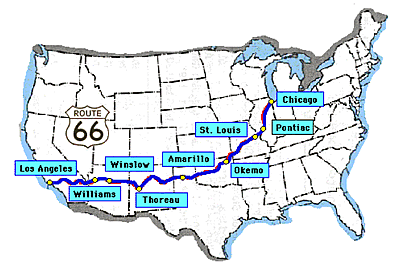 Chicago
ROUTE
66
St. Louis
Pontiac
Winslow
Amarillo
Los Angeles
Okemo
Williams
Thoreau